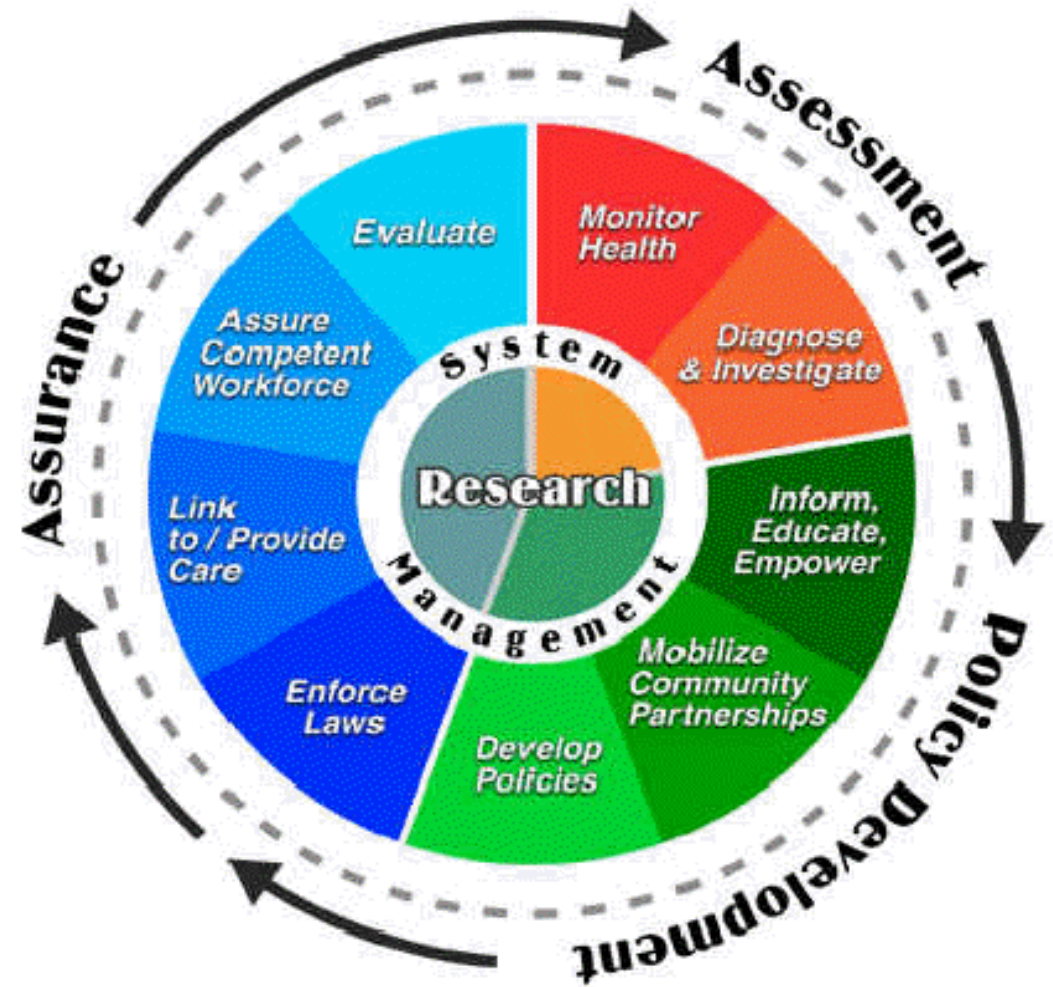 Assessment
Policy Development
Assurance
Monitor
Health
Diagnose
& Investigate
Inform,
Educate,
Empower
Mobilize
Community
Partnerships
Develop
Policies
Enforce
Laws
Link
to / Provide
Care
Assure
Competent
Workforce
Evaluate
System
Management
Research